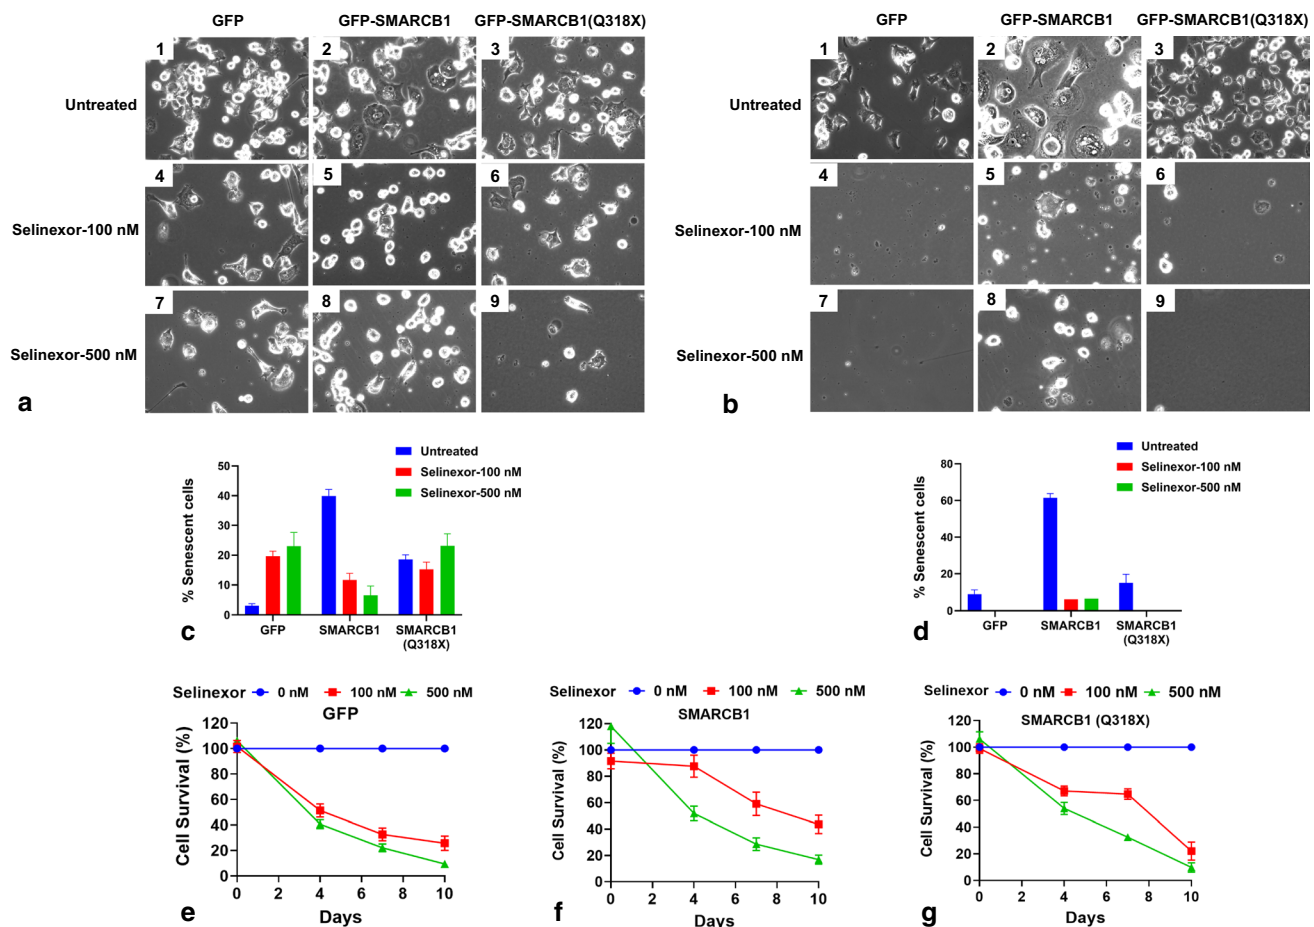 GFP GFP-SMARCB1 GFP-SMARCB1(Q318X)
1 2 3
Untreated
4 5 6
Selinexor-100 nM
7 8 9
Selinexor-500 nM
a
GFP GFP-SMARCB1 GFP-SMARCB1(Q318X)
1 2 3
Untreated
4 5 6
Selinexor-100 nM
7 8 9
Selinexor-500 nM
b
Untreated
Selinexor-100 nM
Selinexor-500 nM
% Senescent cells
50
40
30
20
10
0
GFP SMARCB1 SMARCB1
(Q318X)
c
Untreated
Selinexor-100 nM
Selinexor-500 nM
% Senescent cells
80
60
40
20
0
GFP SMARCB1 SMARCB1
(Q318X)
d
Selinexor 0 nM 100 nM 500 nM
GFP
Cell Survival (%)
120
100
80
60
40
20
0
0 2 4 6 8 10
Days
e
Selinexor 0 nM 100 nM 500 nM
SMARCB1
Cell Survival (%)
120
100
80
60
40
20
0
0 2 4 6 8 10
Days
f
Selinexor 0 nM 100 nM 500 nM
SMARCB1 (Q318X)
Cell Survival (%)
120
100
80
60
40
20
0
0 2 4 6 8 10
Days
g